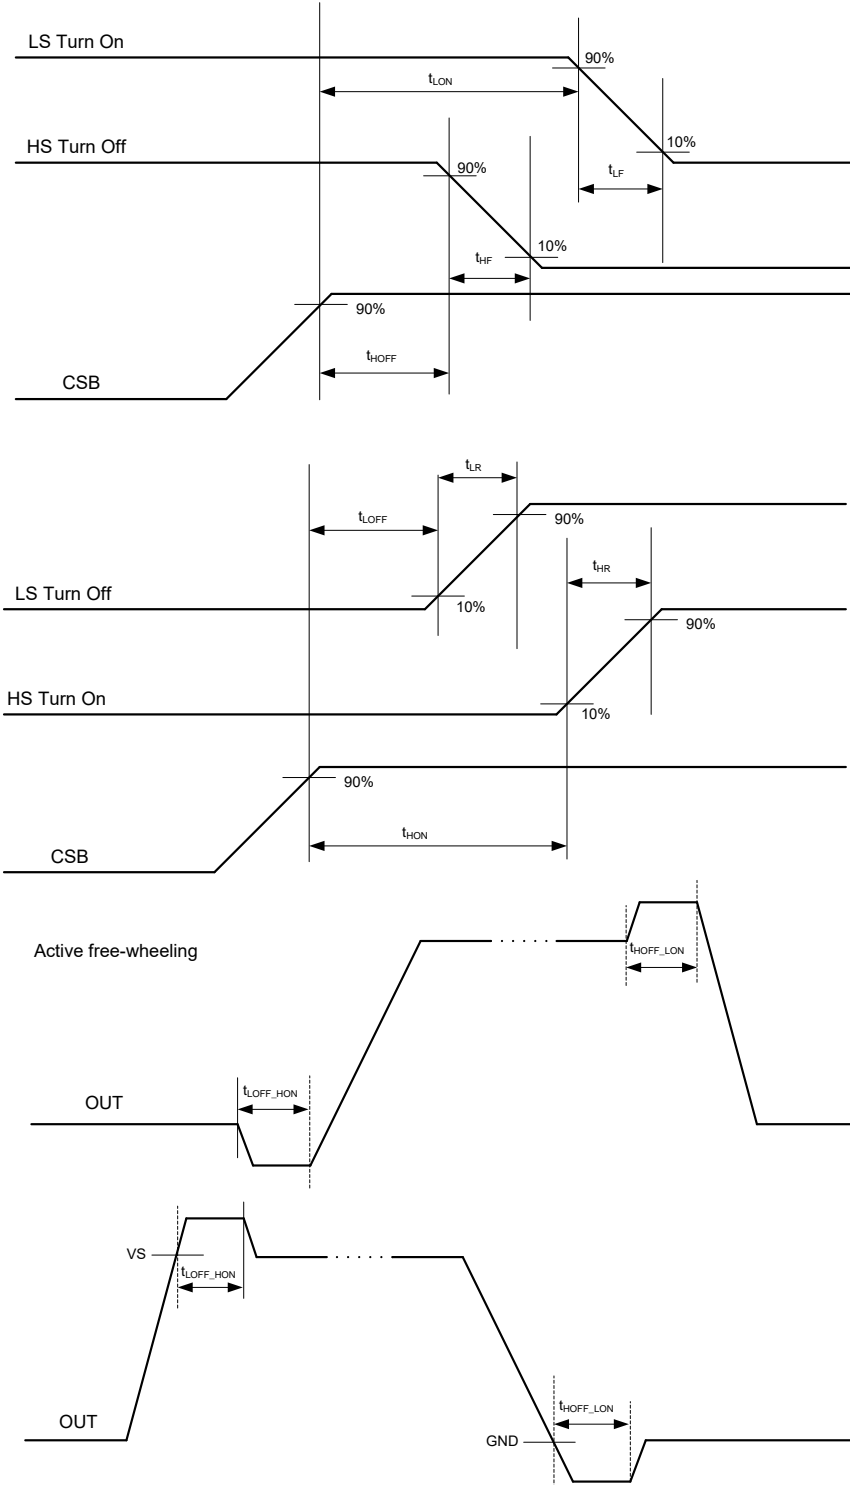 LS Turn On
90%
tLON
10%
HS Turn Off
90%
tLF
10%
tHF
90%
tHOFF
CSB
tLR
tLOFF
90%
tHR
LS Turn Off
10%
90%
HS Turn On
10%
90%
tHON
CSB
Active free-wheeling
tHOFF_LON
tLOFF_HON
OUT
VS
tLOFF_HON
tHOFF_LON
OUT
GND